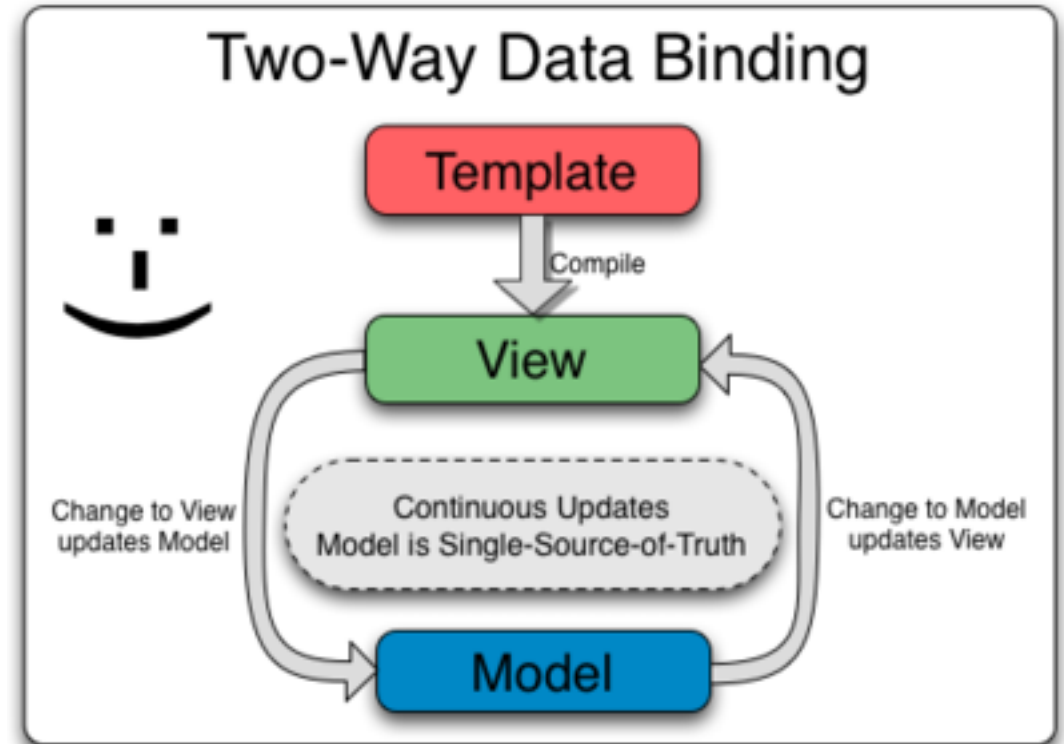 Two-Way Data Binding
Template
Compile
View
Change to View
updates Model
Continuous Updates
Model is Single-Source-of-Truth
Change to Model
updates View
Model